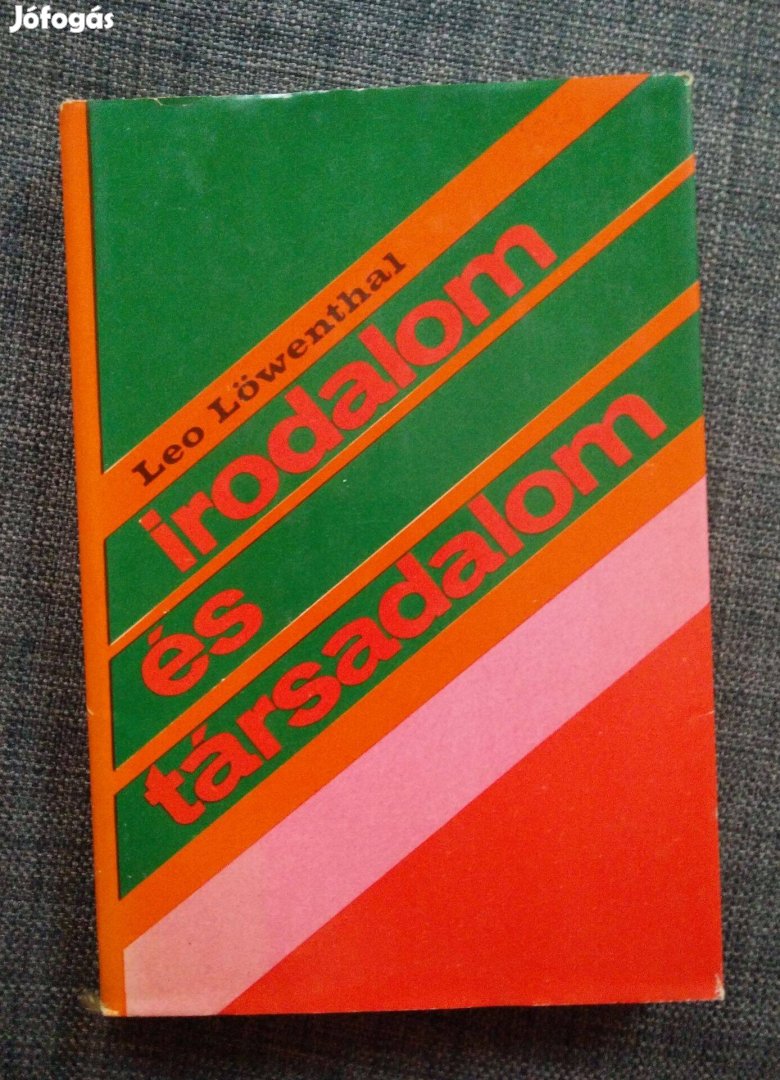 Jófogás
Leo Löwenthal
irodalom
és
társadalom